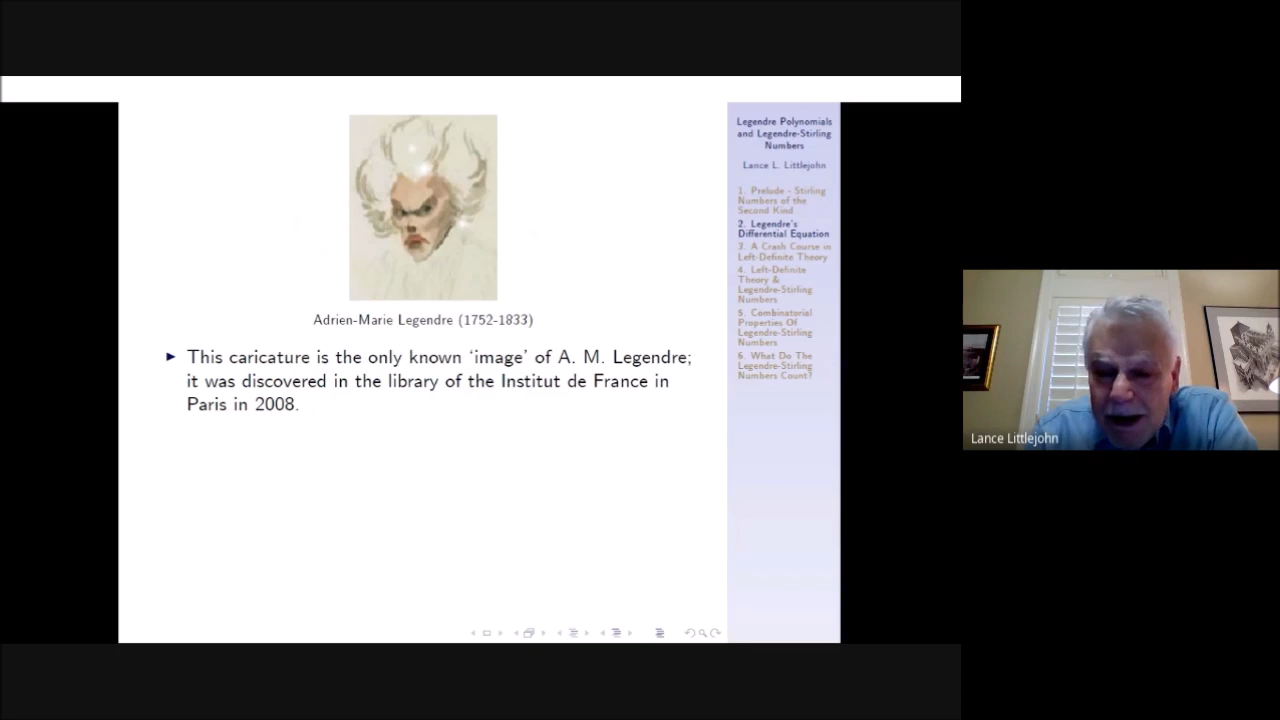 Adrien-Marie Legendre (1752-1833)
► This caricature is the only known ‘image’ of A. M. Legendre;
it was discovered in the library of the Institut de France in
Paris in 2008.
Legendre Polynomials
and Legendre-Stirling
Numbers
Lance L. Littlejohn
1. Prelude - Stirling
Numbers of the
Second Kind
2. Legendre's
Differential Equation
3. A Crash Course in
Left-Definite Theory
4. Left-Definite
Theory &
Legendre-Stirling
Numbers
5. Combinatorial
Properties Of
Legendre-Stirling
Numbers
6. What Do The
Legendre-Stirling
Numbers Count?
Lance Littlejohn